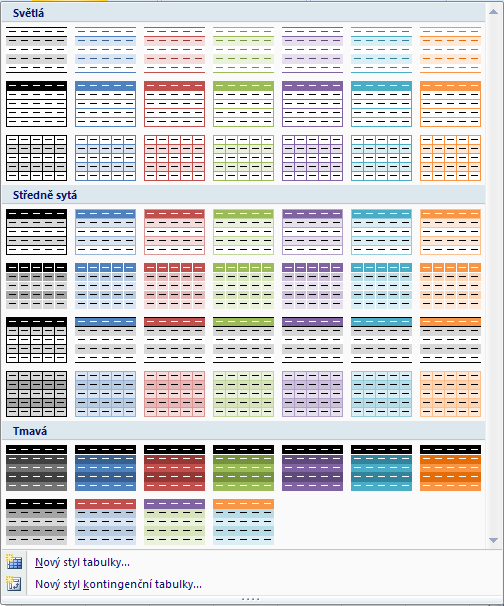 Světlá
Středně sytá
Tmavá
Nový styl tabulky...
Nový styl kontingenční tabulky...